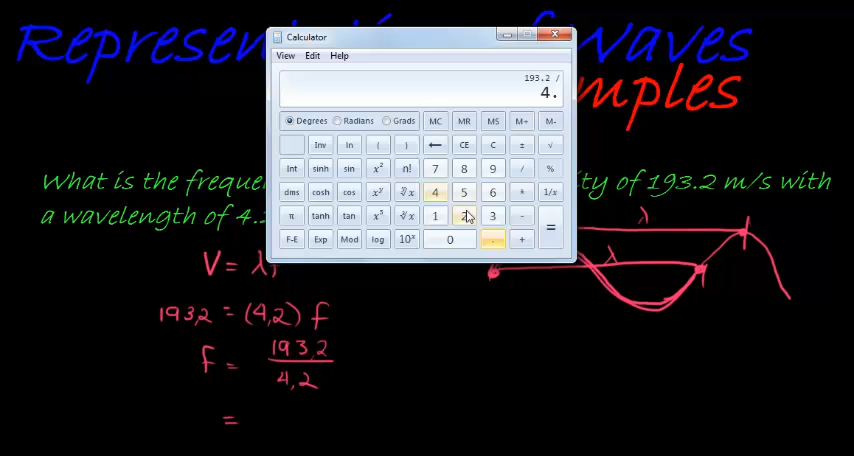 Represent of Waves
mples
Calculator
View Edit Help
193.2 /
4.
Degrees Radians Grads MC MR MS M+ M-
Inv ln ( ) ← CE C ± √
Int sinh sin x² n! 7 8 9 / %
dms cosh cos xʸ ʸ√x 4 5 6 * 1/x
π tanh tan x³ ³√x 1 2 3 - =
F-E Exp Mod log 10ˣ 0 . +
What is the freque ity of 193.2 m/s with
a wavelength of 4.
λ
λ
V = λf
193,2 = (4,2) f
f = 193,2
4,2
=